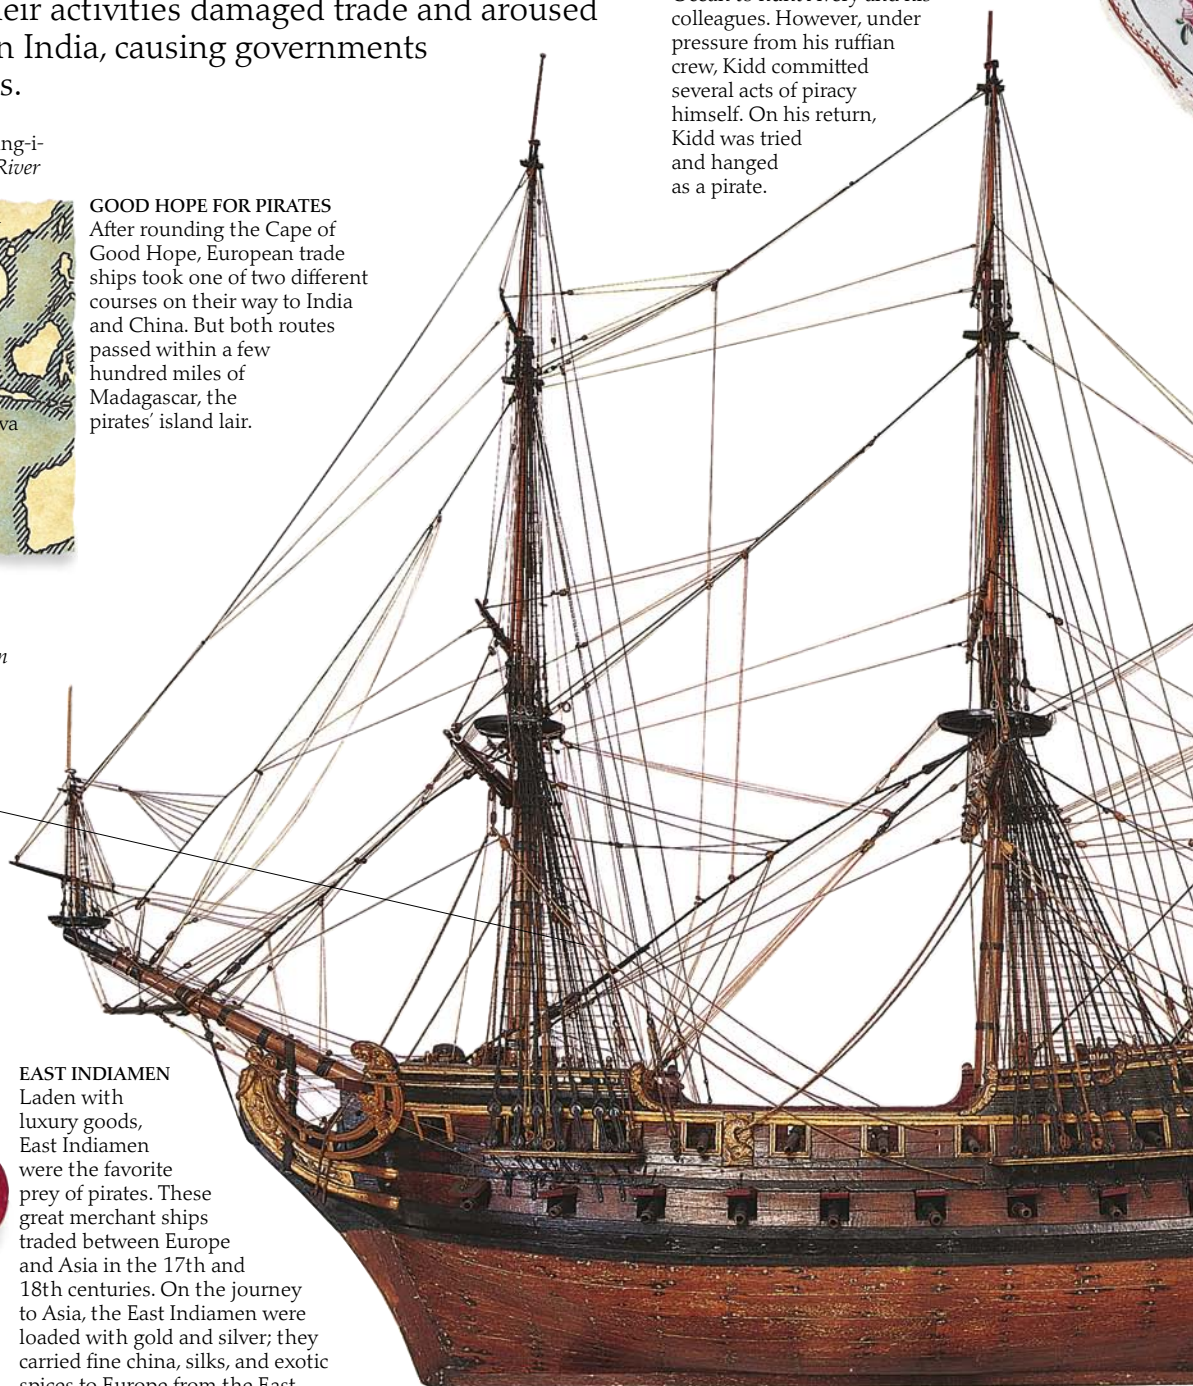 eir activities damaged trade and aroused
n India, causing governments
s.
colleagues. However, under
pressure from his ruffian
crew, Kidd committed
several acts of piracy
himself. On his return,
Kidd was tried
and hanged
as a pirate.
ng-i-
River
GOOD HOPE FOR PIRATES
After rounding the Cape of
Good Hope, European trade
ships took one of two different
courses on their way to India
and China. But both routes
passed within a few
hundred miles of
Madagascar, the
pirates’ island lair.
va
n
EAST INDIAMEN
Laden with
luxury goods,
East Indiamen
were the favorite
prey of pirates. These
great merchant ships
traded between Europe
and Asia in the 17th and
18th centuries. On the journey
to Asia, the East Indiamen were
loaded with gold and silver; they
carried fine china, silks, and exotic
spices to Europe from the East.